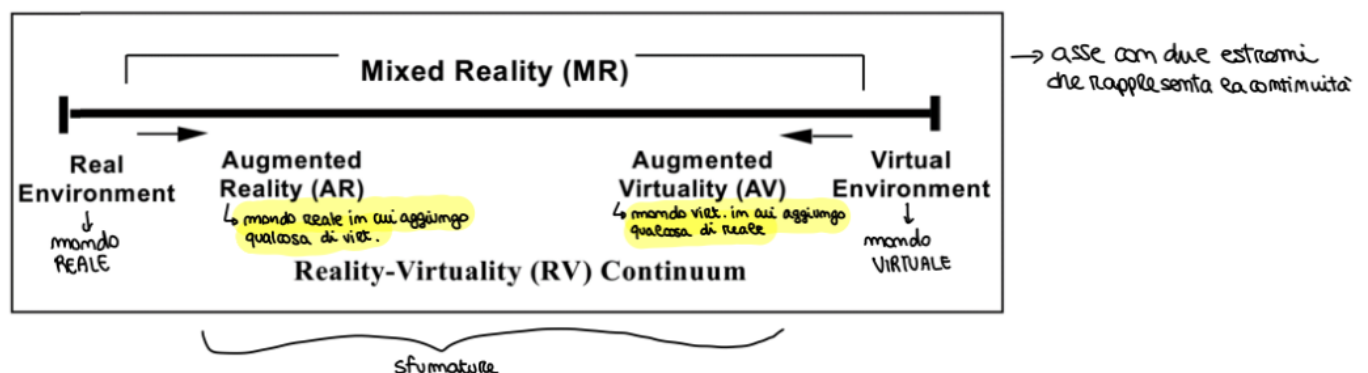 Mixed Reality (MR)
→ asse con due estremi
che rappresenta la continuità
Real
Environment
↓
mondo
REALE
Augmented
Reality (AR)
↳ mondo reale in cui aggiungo
qualcosa di virt.
Augmented
Virtuality (AV)
↳ mondo virt. in cui aggiungo
qualcosa di reale
Virtual
Environment
↓
mondo
VIRTUALE
Reality-Virtuality (RV) Continuum
sfumature